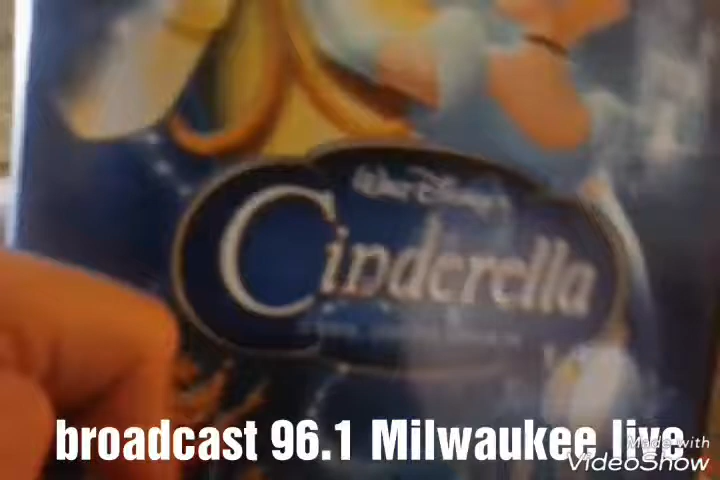 Walt Disney's
Cinderella
broadcast 96.1 Milwaukee live
Made with
VideoShow